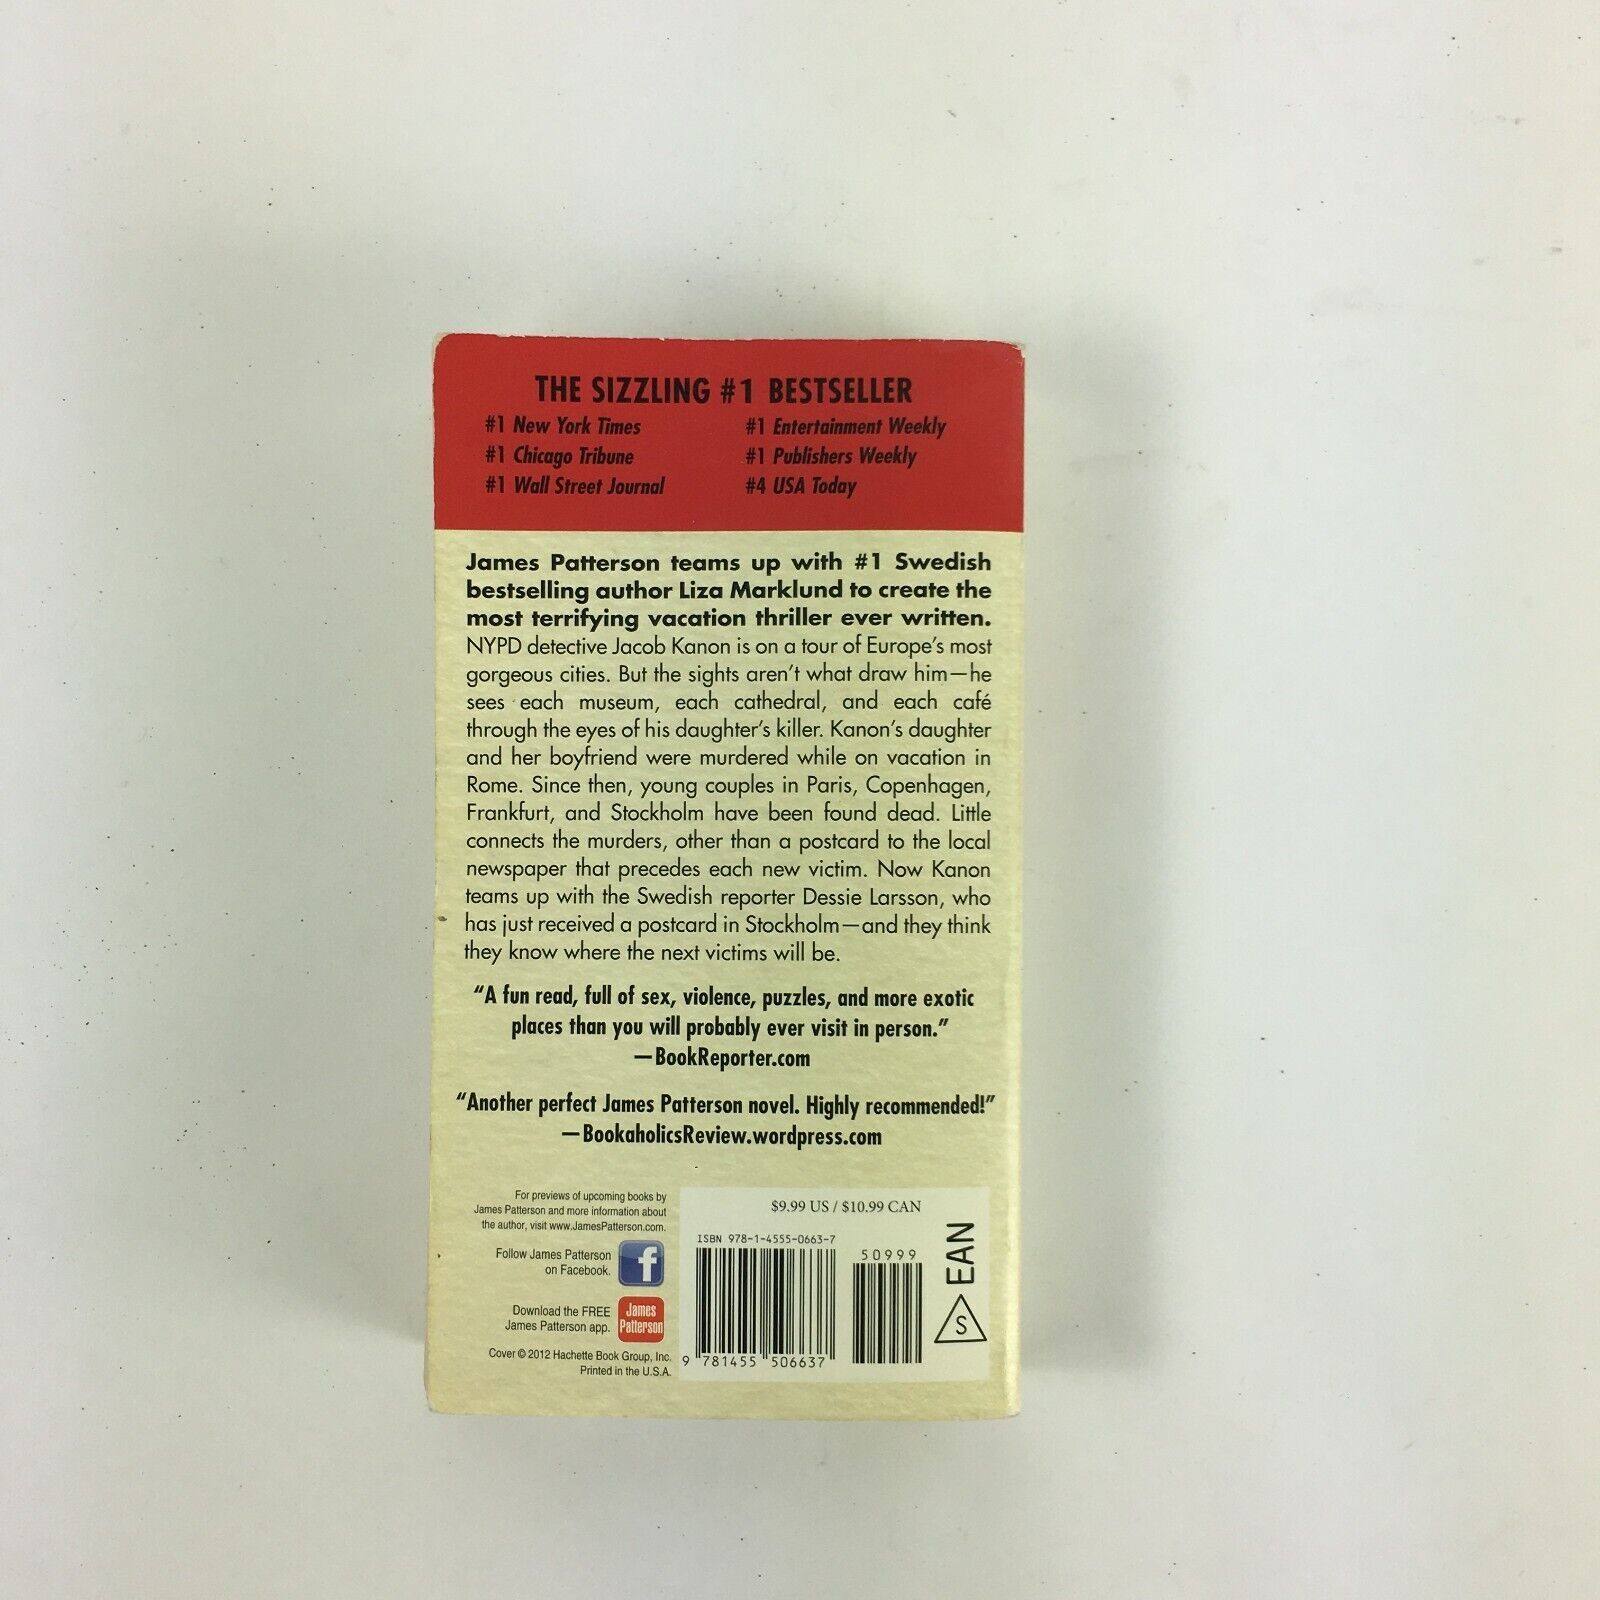 THE SIZZLING #1 BESTSELLER
#1 New York Times
#1 Chicago Tribune
#1 Wall Street Journal
#1 Entertainment Weekly
#1 Publishers Weekly
#4 USA Today
James Patterson teams up with #1 Swedish
bestselling author Liza Marklund to create the
most terrifying vacation thriller ever written.
NYPD detective Jacob Kanon is on a tour of Europe's most
gorgeous cities. But the sights aren't what draw him—he
sees each museum, each cathedral, and each café
through the eyes of his daughter's killer. Kanon's daughter
and her boyfriend were murdered while on vacation in
Rome. Since then, young couples in Paris, Copenhagen,
Frankfurt, and Stockholm have been found dead. Little
connects the murders, other than a postcard to the local
newspaper that precedes each new victim. Now Kanon
teams up with the Swedish reporter Dessie Larsson, who
has just received a postcard in Stockholm—and they think
they know where the next victims will be.
“A fun read, full of sex, violence, puzzles, and more exotic
places than you will probably ever visit in person.”
—BookReporter.com
“Another perfect James Patterson novel. Highly recommended!”
—BookaholicsReview.wordpress.com
For previews of upcoming books by
James Patterson and more information about
the author, visit www.JamesPatterson.com.
Follow James Patterson
on Facebook.
f
Download the FREE
James Patterson app.
James
Patterson
Cover © 2012 Hachette Book Group, Inc.
Printed in the U.S.A.
$9.99 US / $10.99 CAN
ISBN 978-1-4555-0663-7
50999
9 781455 506637
EAN
S